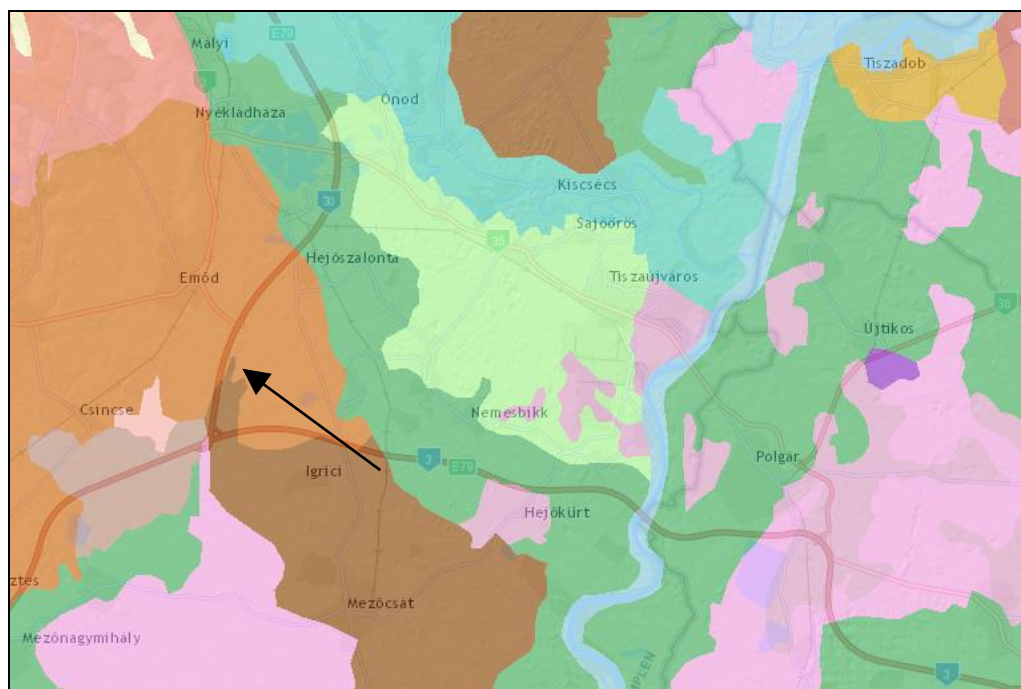 Mályi
E79
Tiszadob
3
Ónod
Nyékládháza
Kiscsécs
30
Sajóörös
35
Hejőszalonta
Emőd
Tiszaújváros
36
Újtikos
Csincse
Nemesbikk
Polgár
Igrici
3
E79
Hejőkürt
Mezőcsát
Mezőnagymihály
3